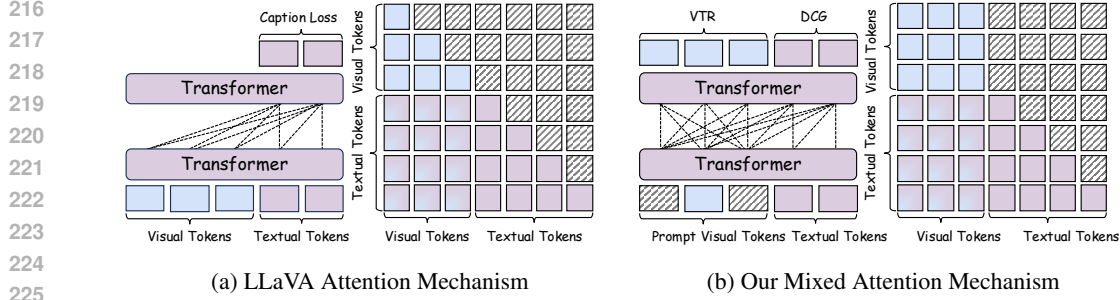 216
217
218
219
220
221
222
223
224
225
Caption Loss
Transformer
Transformer
Visual Tokens
Textual Tokens
Visual Tokens
Textual Tokens
Visual Tokens
Textual Tokens
(a) LLaVA Attention Mechanism
VTR
DCG
Transformer
Transformer
Prompt Visual Tokens
Textual Tokens
Visual Tokens
Textual Tokens
Visual Tokens
Textual Tokens
(b) Our Mixed Attention Mechanism